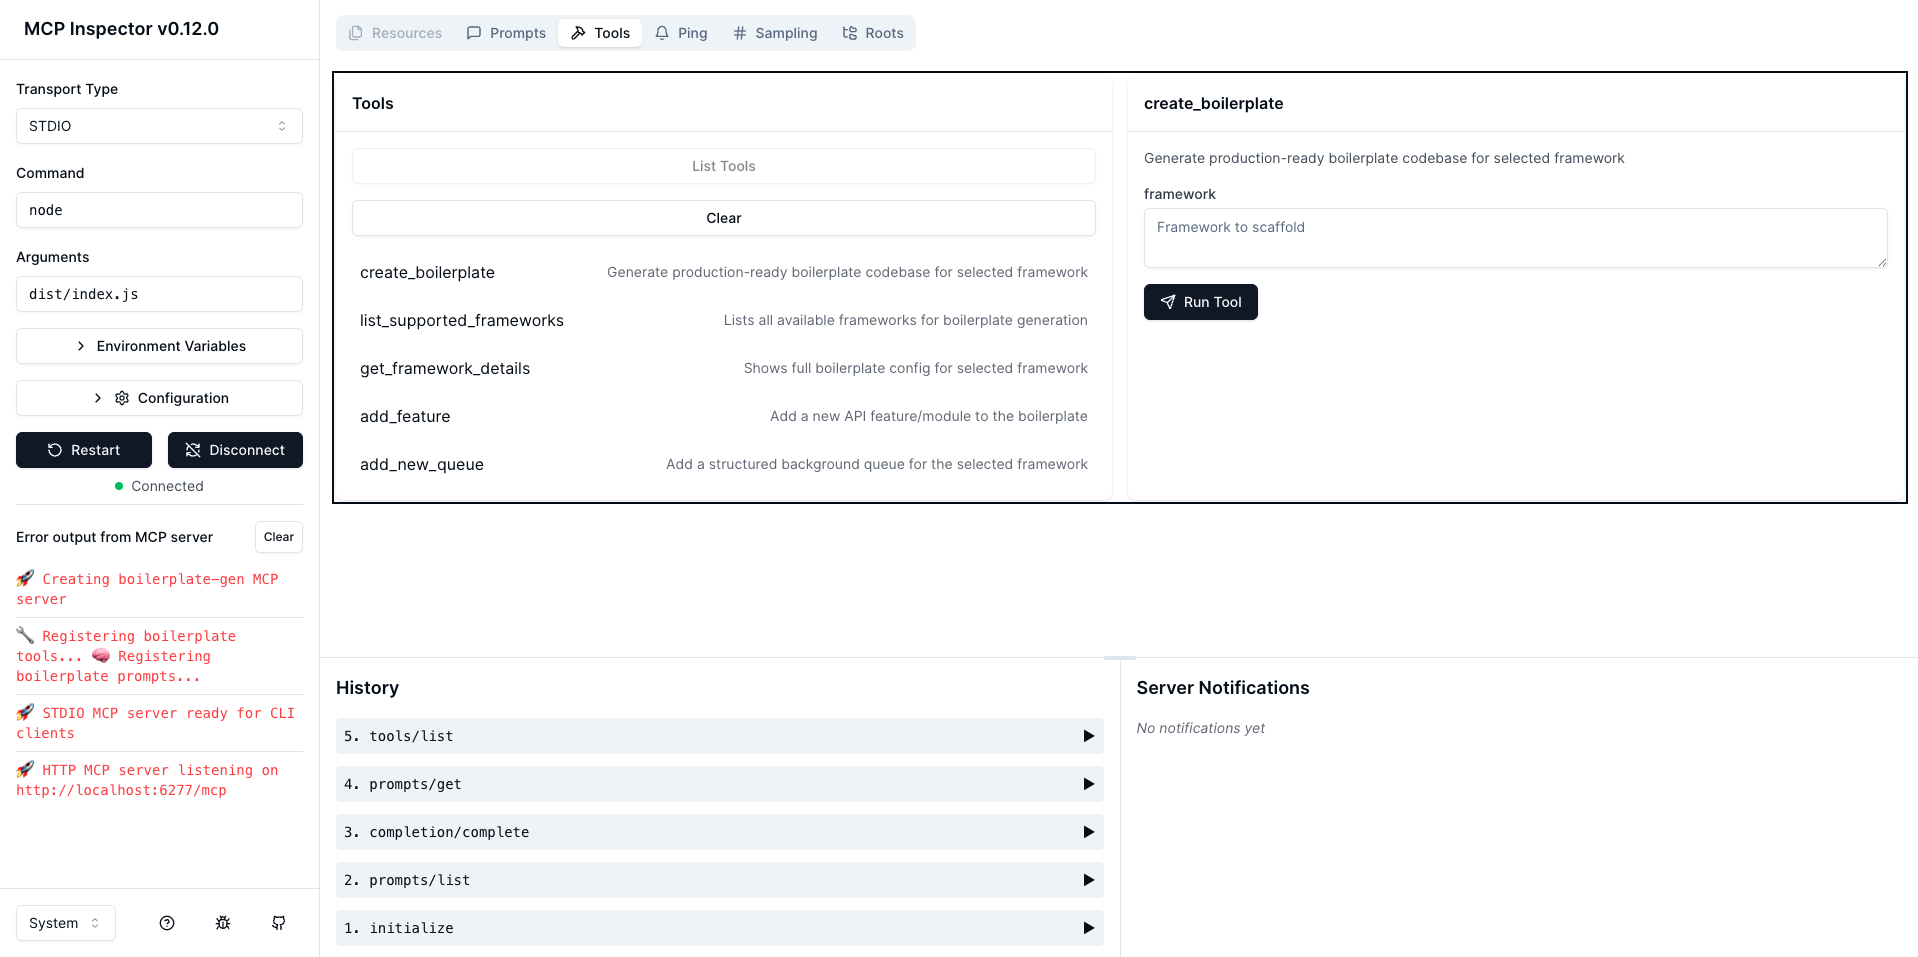 MCP Inspector v0.12.0
Transport Type
STDIO
Command
node
Arguments
dist/index.js
Environment Variables
Configuration
Restart
Disconnect
Connected
Error output from MCP server
Clear
🚀 Creating boilerplate-gen MCP
server
🔧 Registering boilerplate
tools... 🧠 Registering
boilerplate prompts...
🚀 STDIO MCP server ready for CLI
clients
🚀 HTTP MCP server listening on
http://localhost:6277/mcp
System
Resources
Prompts
Tools
Ping
Sampling
Roots
Tools
List Tools
Clear
create_boilerplate Generate production-ready boilerplate codebase for selected framework
list_supported_frameworks Lists all available frameworks for boilerplate generation
get_framework_details Shows full boilerplate config for selected framework
add_feature Add a new API feature/module to the boilerplate
add_new_queue Add a structured background queue for the selected framework
create_boilerplate
Generate production-ready boilerplate codebase for selected framework
framework
Framework to scaffold
Run Tool
History
5. tools/list
4. prompts/get
3. completion/complete
2. prompts/list
1. initialize
Server Notifications
No notifications yet